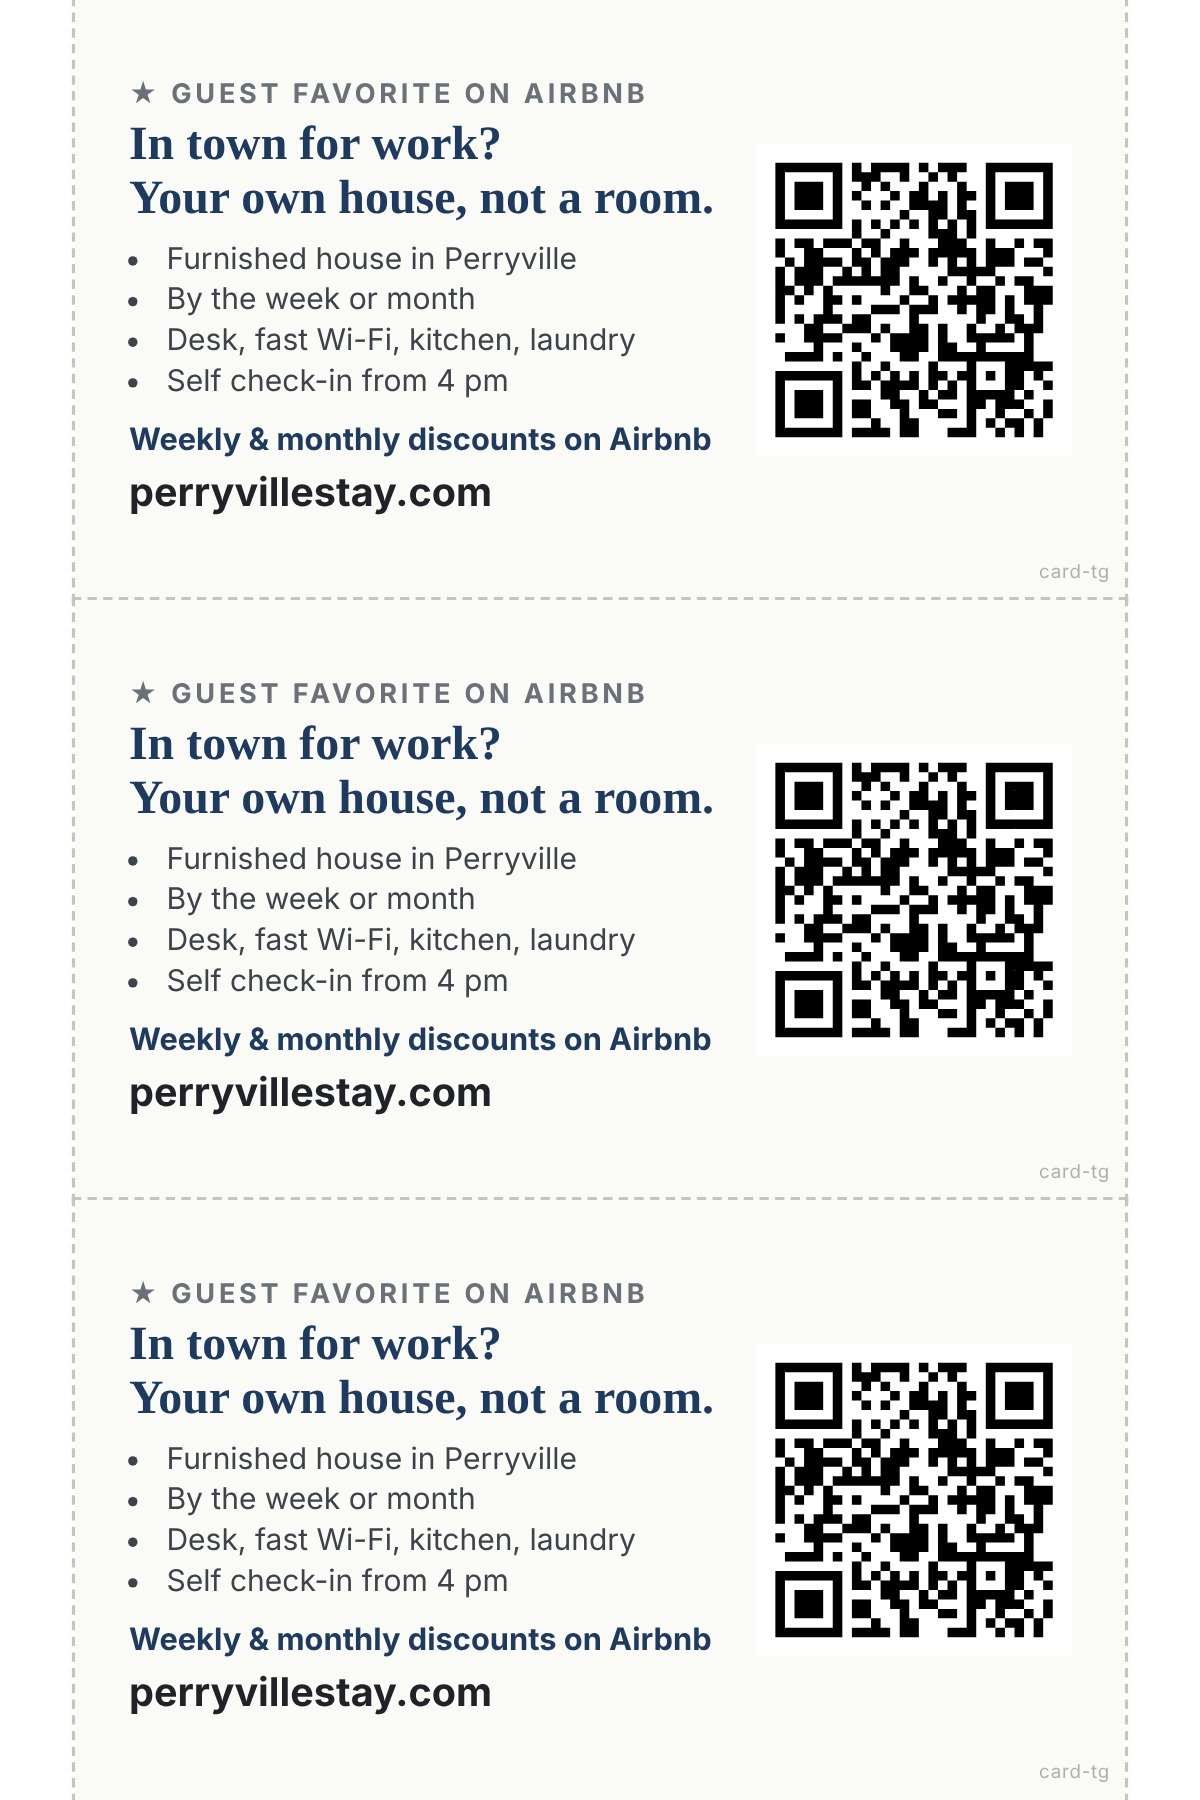 ★ GUEST FAVORITE ON AIRBNB
In town for work?
Your own house, not a room.
• Furnished house in Perryville
• By the week or month
• Desk, fast Wi-Fi, kitchen, laundry
• Self check-in from 4 pm
Weekly & monthly discounts on Airbnb
perryvillestay.com
card-tg
★ GUEST FAVORITE ON AIRBNB
In town for work?
Your own house, not a room.
• Furnished house in Perryville
• By the week or month
• Desk, fast Wi-Fi, kitchen, laundry
• Self check-in from 4 pm
Weekly & monthly discounts on Airbnb
perryvillestay.com
card-tg
★ GUEST FAVORITE ON AIRBNB
In town for work?
Your own house, not a room.
• Furnished house in Perryville
• By the week or month
• Desk, fast Wi-Fi, kitchen, laundry
• Self check-in from 4 pm
Weekly & monthly discounts on Airbnb
perryvillestay.com
card-tg